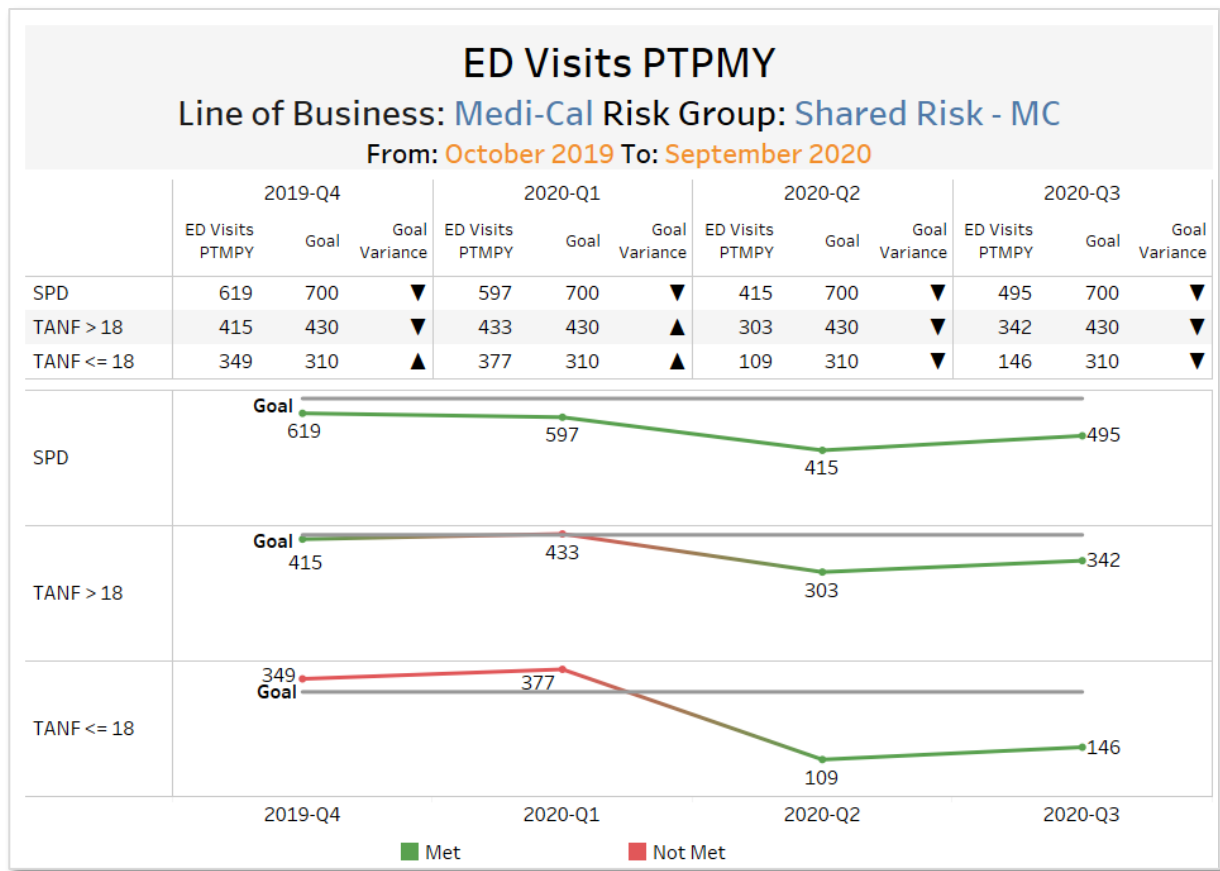 ED Visits PTPMY
Line of Business: Medi-Cal Risk Group: Shared Risk - MC
From: October 2019 To: September 2020
2019-Q4 2020-Q1 2020-Q2 2020-Q3
ED Visits PTMPY Goal Goal Variance ED Visits PTMPY Goal Goal Variance ED Visits PTMPY Goal Goal Variance ED Visits PTMPY Goal Goal Variance
SPD 619 700 ▼ 597 700 ▼ 415 700 ▼ 495 700 ▼
TANF > 18 415 430 ▼ 433 430 ▲ 303 430 ▼ 342 430 ▼
TANF <= 18 349 310 ▲ 377 310 ▲ 109 310 ▼ 146 310 ▼
SPD
Goal
619 597 415 495
TANF > 18
Goal
415 433 303 342
TANF <= 18
349
Goal
377 109 146
2019-Q4 2020-Q1 2020-Q2 2020-Q3
Met Not Met